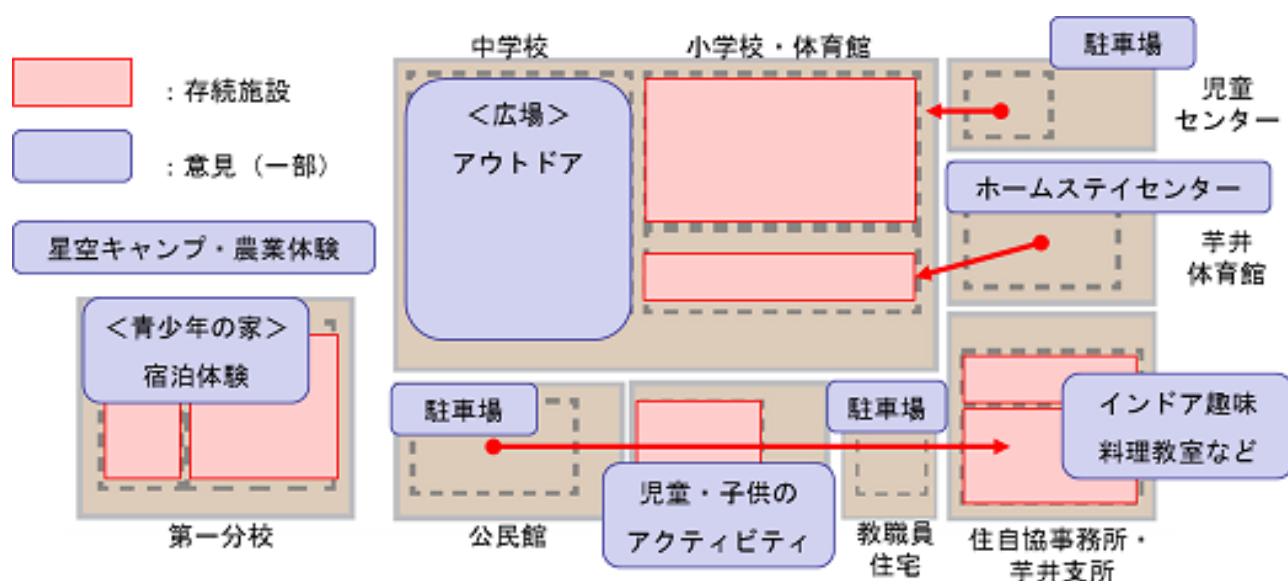 中学校
小学校・体育館
駐車場
：存続施設
＜広場＞
アウトドア
児童
センター
：意見（一部）
ホームステイセンター
星空キャンプ・農業体験
芋井
体育館
＜青少年の家＞
宿泊体験
駐車場
駐車場
インドア趣味
料理教室など
児童・子供の
アクティビティ
第一分校
公民館
教職員
住宅
住自協事務所・
芋井支所